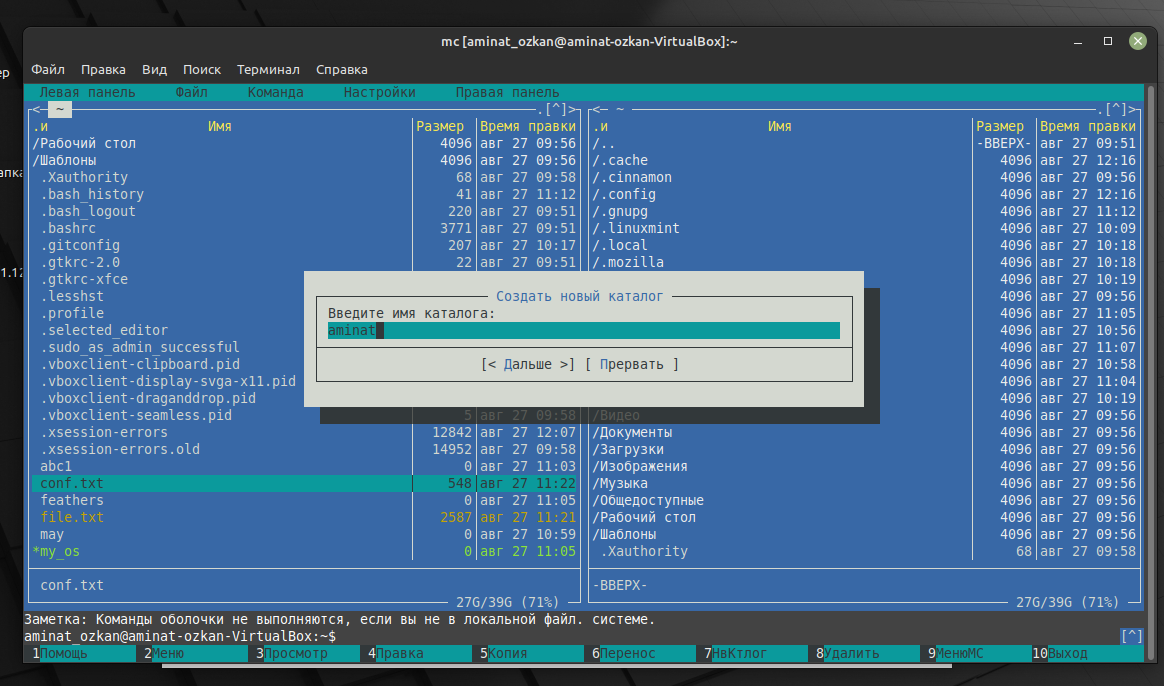 mc [aminat_ozkan@aminat-ozkan-VirtualBox]:~
Файл Правка Вид Поиск Терминал Справка
Левая панель Файл Команда Настройки Правая панель
<─ ~ .[^]> <─ ~ .[^]>
.и Имя Размер Время правки .и Имя Размер Время правки
/Рабочий стол 4096 авг 27 09:56 /.. -ВВЕРХ- авг 27 09:51
/Шаблоны 4096 авг 27 09:56 /.cache 4096 авг 27 12:16
.Xauthority 68 авг 27 09:58 /.cinnamon 4096 авг 27 09:56
.bash_history 41 авг 27 11:12 /.config 4096 авг 27 12:16
.bash_logout 220 авг 27 09:51 /.gnupg 4096 авг 27 11:12
.bashrc 3771 авг 27 09:51 /.linuxmint 4096 авг 27 10:09
.gitconfig 207 авг 27 10:17 /.local 4096 авг 27 10:18
.gtkrc-2.0 22 авг 27 09:51 /.mozilla 4096 авг 27 10:18
.gtkrc-xfce 4096 авг 27 10:19
.lesshst Создать новый каталог 4096 авг 27 09:56
.profile Введите имя каталога: 4096 авг 27 11:05
.selected_editor aminat 4096 авг 27 10:56
.sudo_as_admin_successful 4096 авг 27 11:07
.vboxclient-clipboard.pid [< Дальше >] [ Прервать ] 4096 авг 27 10:58
.vboxclient-display-svga-x11.pid 4096 авг 27 11:04
.vboxclient-draganddrop.pid 4096 авг 27 10:19
.vboxclient-seamless.pid 5 авг 27 09:58 /Видео 4096 авг 27 09:56
.xsession-errors 12842 авг 27 12:07 /Документы 4096 авг 27 09:56
.xsession-errors.old 14952 авг 27 09:58 /Загрузки 4096 авг 27 09:56
abc1 0 авг 27 11:03 /Изображения 4096 авг 27 09:56
conf.txt 548 авг 27 11:22 /Музыка 4096 авг 27 09:56
feathers 0 авг 27 11:05 /Общедоступные 4096 авг 27 09:56
file.txt 2587 авг 27 11:21 /Рабочий стол 4096 авг 27 09:56
may 0 авг 27 10:59 /Шаблоны 4096 авг 27 09:56
*my_os 0 авг 27 11:05 .Xauthority 68 авг 27 09:58
conf.txt -ВВЕРХ-
27G/39G (71%) 27G/39G (71%)
Заметка: Команды оболочки не выполняются, если вы не в локальной файл. системе.
aminat_ozkan@aminat-ozkan-VirtualBox:~$ [^]
1Помощь 2Меню 3Просмотр 4Правка 5Копия 6Перенос 7НвКтлог 8Удалить 9МенюMC 10Выход